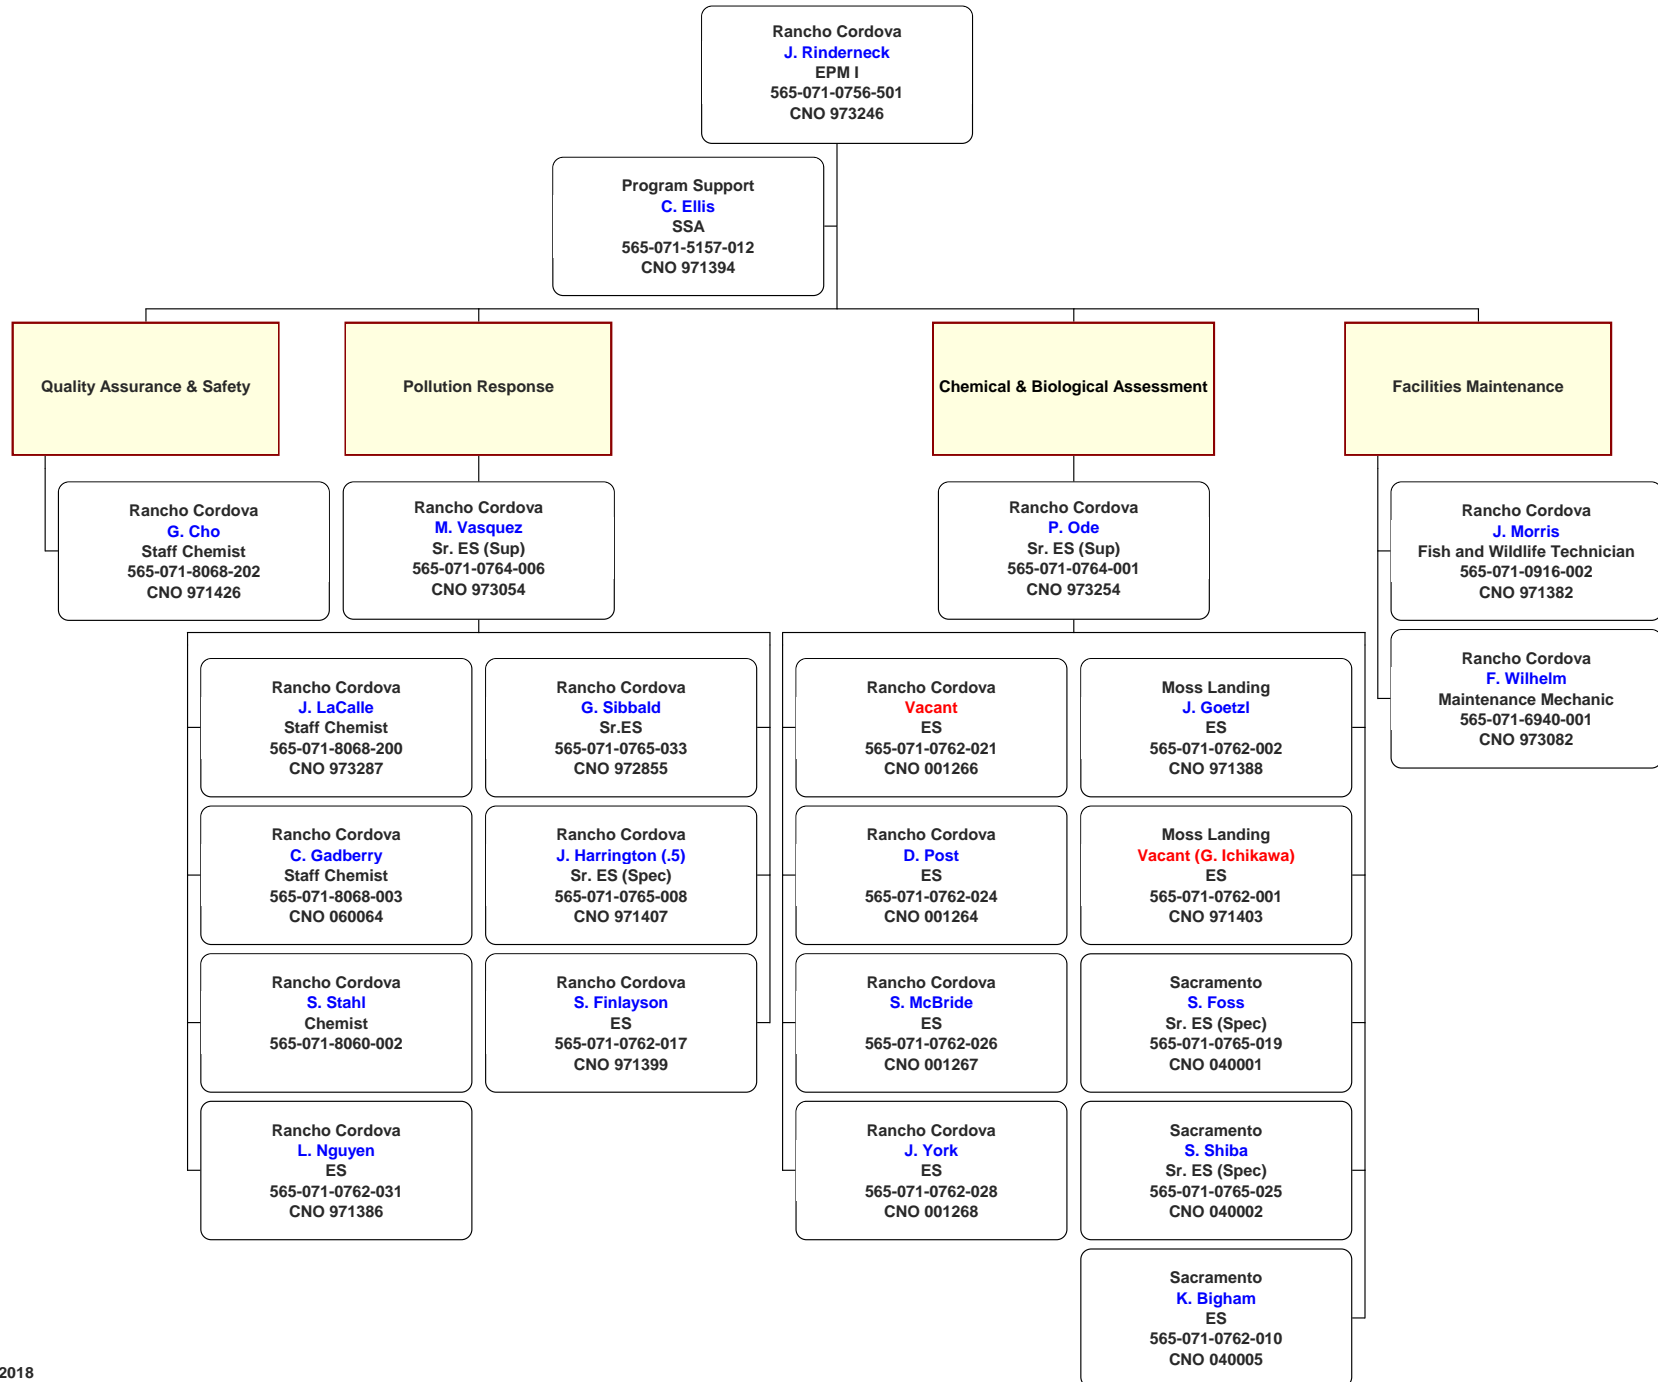 Rancho Cordova
J. Rinderneck
EPM I
565-071-0756-501
CNO 973246
Program Support
C. Ellis
SSA
565-071-5157-012
CNO 971394
Quality Assurance & Safety
Pollution Response
Chemical & Biological Assessment
Facilities Maintenance
Rancho Cordova
G. Cho
Staff Chemist
565-071-8068-202
CNO 971426
Rancho Cordova
M. Vasquez
Sr. ES (Sup)
565-071-0764-006
CNO 973054
Rancho Cordova
P. Ode
Sr. ES (Sup)
565-071-0764-001
CNO 973254
Rancho Cordova
J. Morris
Fish and Wildlife Technician
565-071-0916-002
CNO 971382
Rancho Cordova
F. Wilhelm
Maintenance Mechanic
565-071-6940-001
CNO 973082
Rancho Cordova
J. LaCalle
Staff Chemist
565-071-8068-200
CNO 973287
Rancho Cordova
G. Sibbald
Sr.ES
565-071-0765-033
CNO 972855
Rancho Cordova
Vacant
ES
565-071-0762-021
CNO 001266
Moss Landing
J. Goetzl
ES
565-071-0762-002
CNO 971388
Rancho Cordova
C. Gadberry
Staff Chemist
565-071-8068-003
CNO 060064
Rancho Cordova
J. Harrington (.5)
Sr. ES (Spec)
565-071-0765-008
CNO 971407
Rancho Cordova
D. Post
ES
565-071-0762-024
CNO 001264
Moss Landing
Vacant (G. Ichikawa)
ES
565-071-0762-001
CNO 971403
Rancho Cordova
S. Stahl
Chemist
565-071-8060-002
Rancho Cordova
S. Finlayson
ES
565-071-0762-017
CNO 971399
Rancho Cordova
S. McBride
ES
565-071-0762-026
CNO 001267
Sacramento
S. Foss
Sr. ES (Spec)
565-071-0765-019
CNO 040001
Rancho Cordova
L. Nguyen
ES
565-071-0762-031
CNO 971386
Rancho Cordova
J. York
ES
565-071-0762-028
CNO 001268
Sacramento
S. Shiba
Sr. ES (Spec)
565-071-0765-025
CNO 040002
Sacramento
K. Bigham
ES
565-071-0762-010
CNO 040005
2018